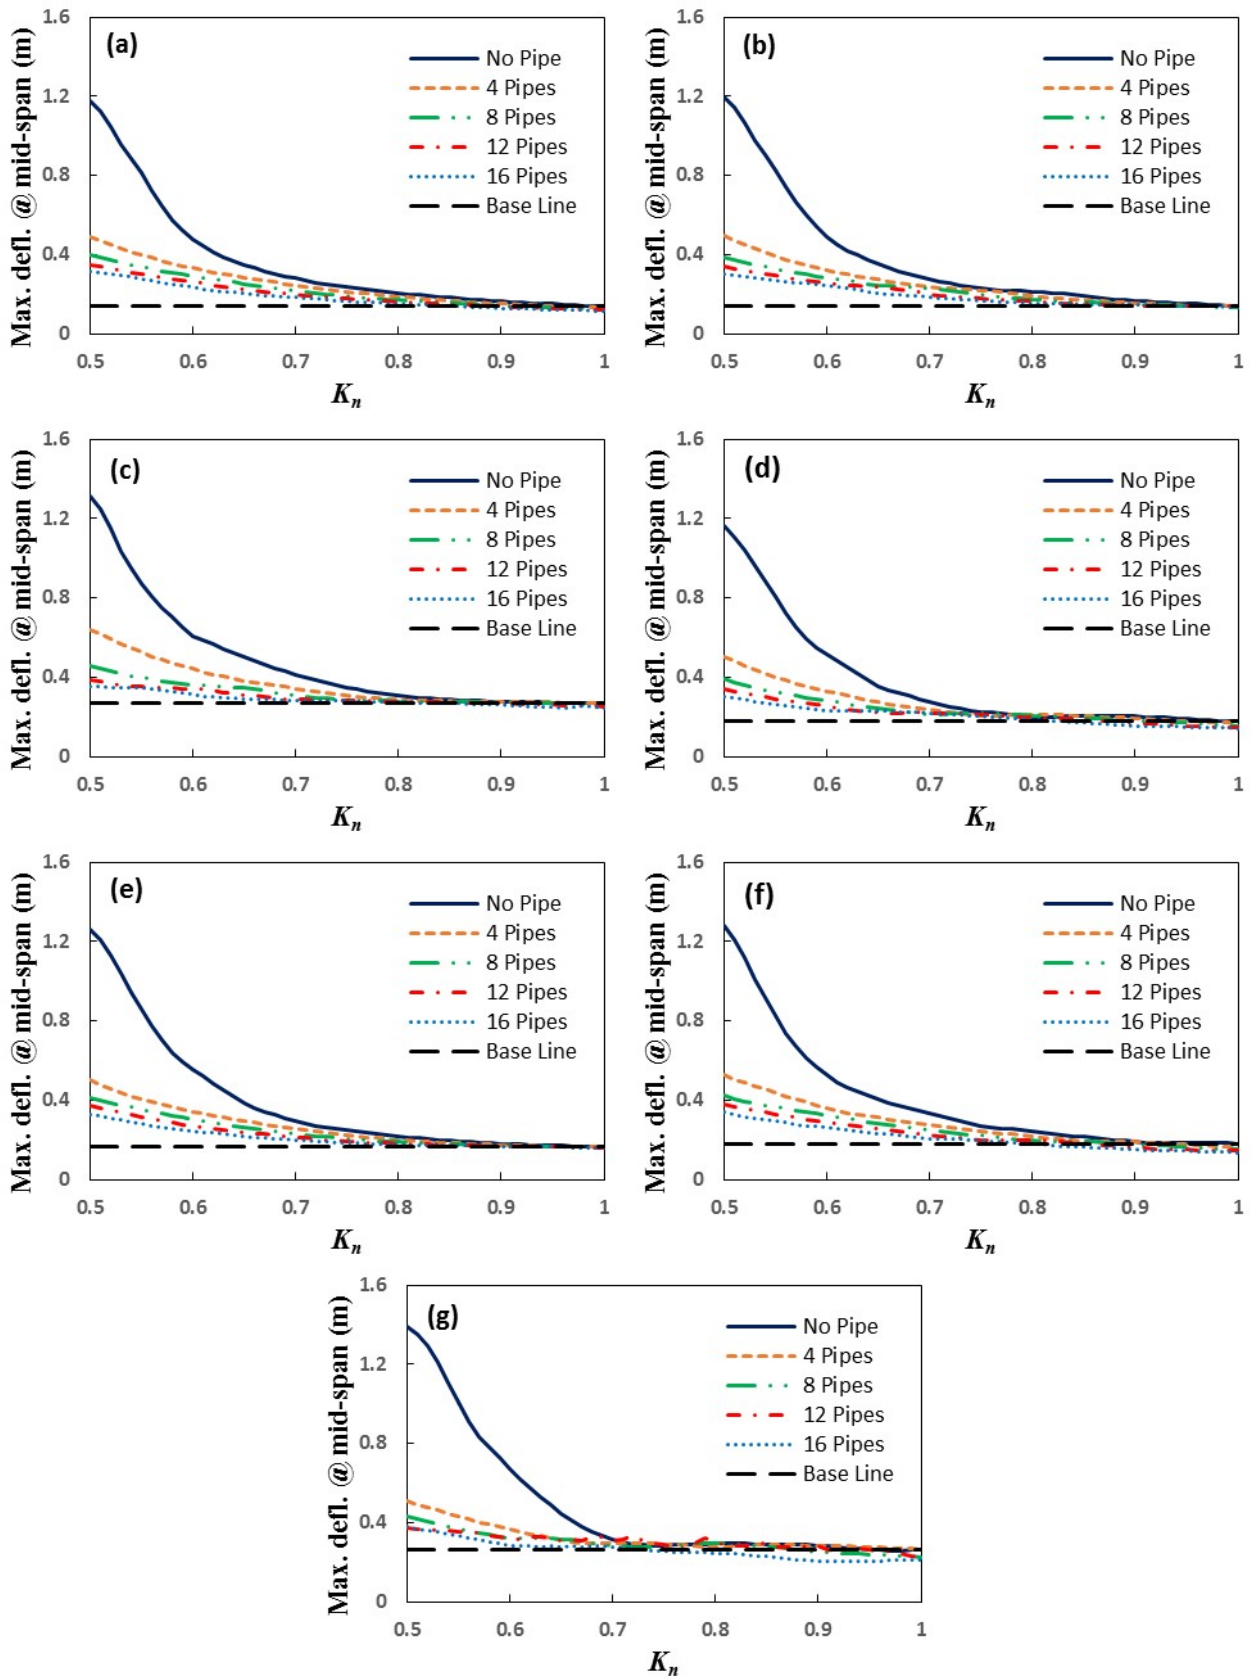 (a)
Max. defl. @ mid-span (m)
1.6
1.2
0.8
0.4
0
No Pipe
4 Pipes
8 Pipes
12 Pipes
16 Pipes
Base Line
0.5 0.6 0.7 0.8 0.9 1
Kn
(b)
Max. defl. @ mid-span (m)
1.6
1.2
0.8
0.4
0
No Pipe
4 Pipes
8 Pipes
12 Pipes
16 Pipes
Base Line
0.5 0.6 0.7 0.8 0.9 1
Kn
(c)
Max. defl. @ mid-span (m)
1.6
1.2
0.8
0.4
0
No Pipe
4 Pipes
8 Pipes
12 Pipes
16 Pipes
Base Line
0.5 0.6 0.7 0.8 0.9 1
Kn
(d)
Max. defl. @ mid-span (m)
1.6
1.2
0.8
0.4
0
No Pipe
4 Pipes
8 Pipes
12 Pipes
16 Pipes
Base Line
0.5 0.6 0.7 0.8 0.9 1
Kn
(e)
Max. defl. @ mid-span (m)
1.6
1.2
0.8
0.4
0
No Pipe
4 Pipes
8 Pipes
12 Pipes
16 Pipes
Base Line
0.5 0.6 0.7 0.8 0.9 1
Kn
(f)
Max. defl. @ mid-span (m)
1.6
1.2
0.8
0.4
0
No Pipe
4 Pipes
8 Pipes
12 Pipes
16 Pipes
Base Line
0.5 0.6 0.7 0.8 0.9 1
Kn
(g)
Max. defl. @ mid-span (m)
1.6
1.2
0.8
0.4
0
No Pipe
4 Pipes
8 Pipes
12 Pipes
16 Pipes
Base Line
0.5 0.6 0.7 0.8 0.9 1
Kn